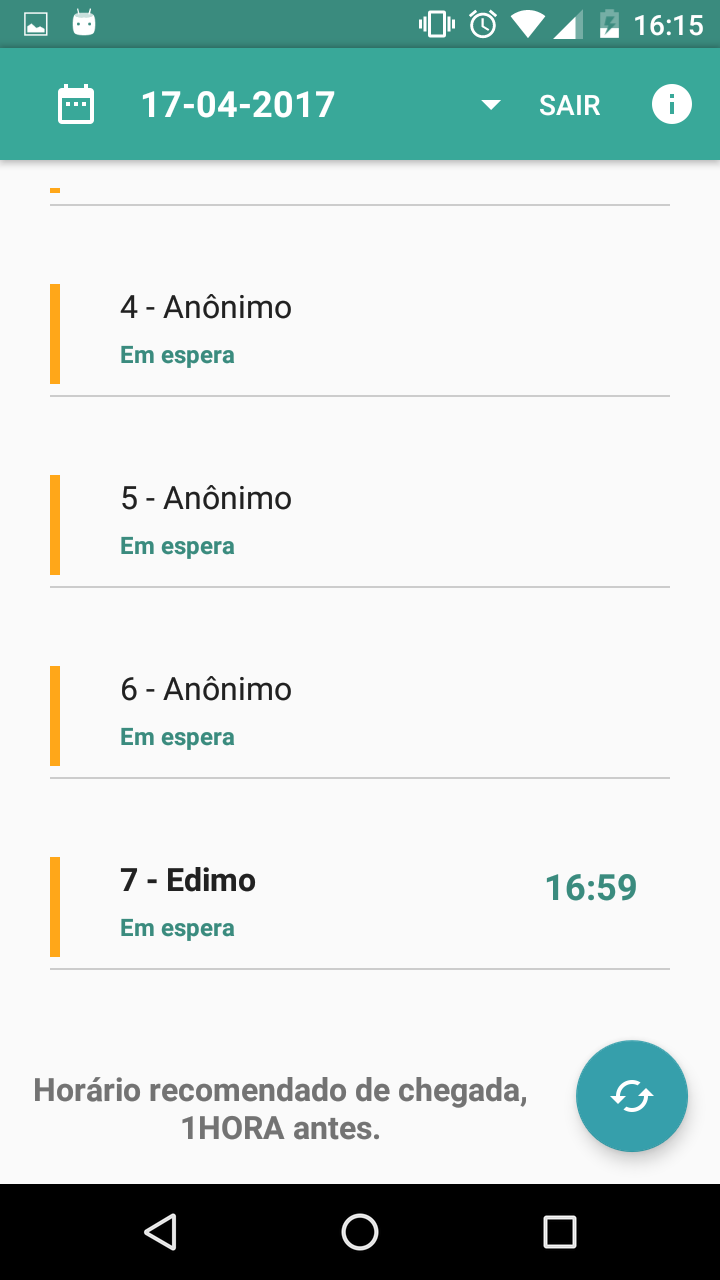 16:15
17-04-2017 SAIR
4 - Anônimo
Em espera
5 - Anônimo
Em espera
6 - Anônimo
Em espera
7 - Edimo 16:59
Em espera
Horário recomendado de chegada,
1HORA antes.